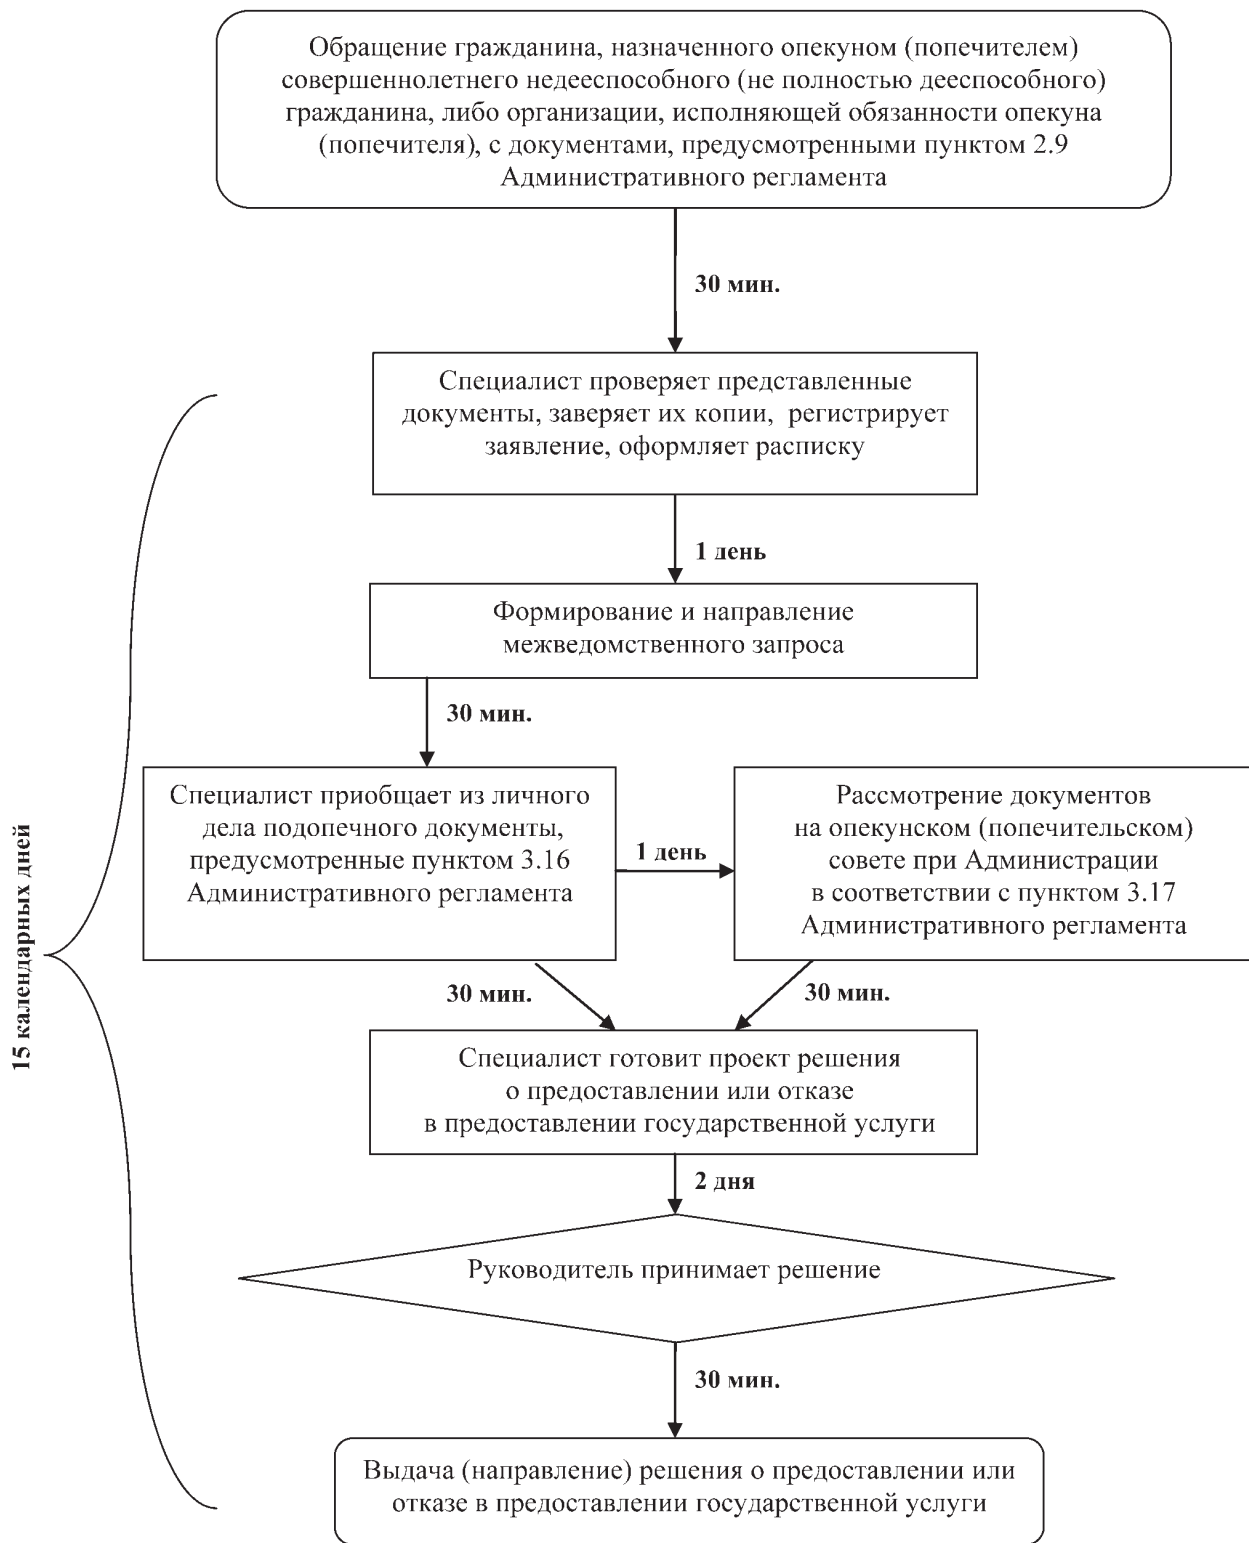 Обращение гражданина, назначенного опекуном (попечителем)
совершеннолетнего недееспособного (не полностью дееспособного)
гражданина, либо организации, исполняющей обязанности опекуна
(попечителя), с документами, предусмотренными пунктом 2.9
Административного регламента
30 мин.
Специалист проверяет представленные
документы, заверяет их копии, регистрирует
заявление, оформляет расписку
1 день
Формирование и направление
межведомственного запроса
30 мин.
Специалист приобщает из личного
дела подопечного документы,
предусмотренные пунктом 3.16
Административного регламента
1 день
Рассмотрение документов
на опекунском (попечительском)
совете при Администрации
в соответствии с пунктом 3.17
Административного регламента
15 календарных дней
30 мин.
30 мин.
Специалист готовит проект решения
о предоставлении или отказе
в предоставлении государственной услуги
2 дня
Руководитель принимает решение
30 мин.
Выдача (направление) решения о предоставлении или
отказе в предоставлении государственной услуги